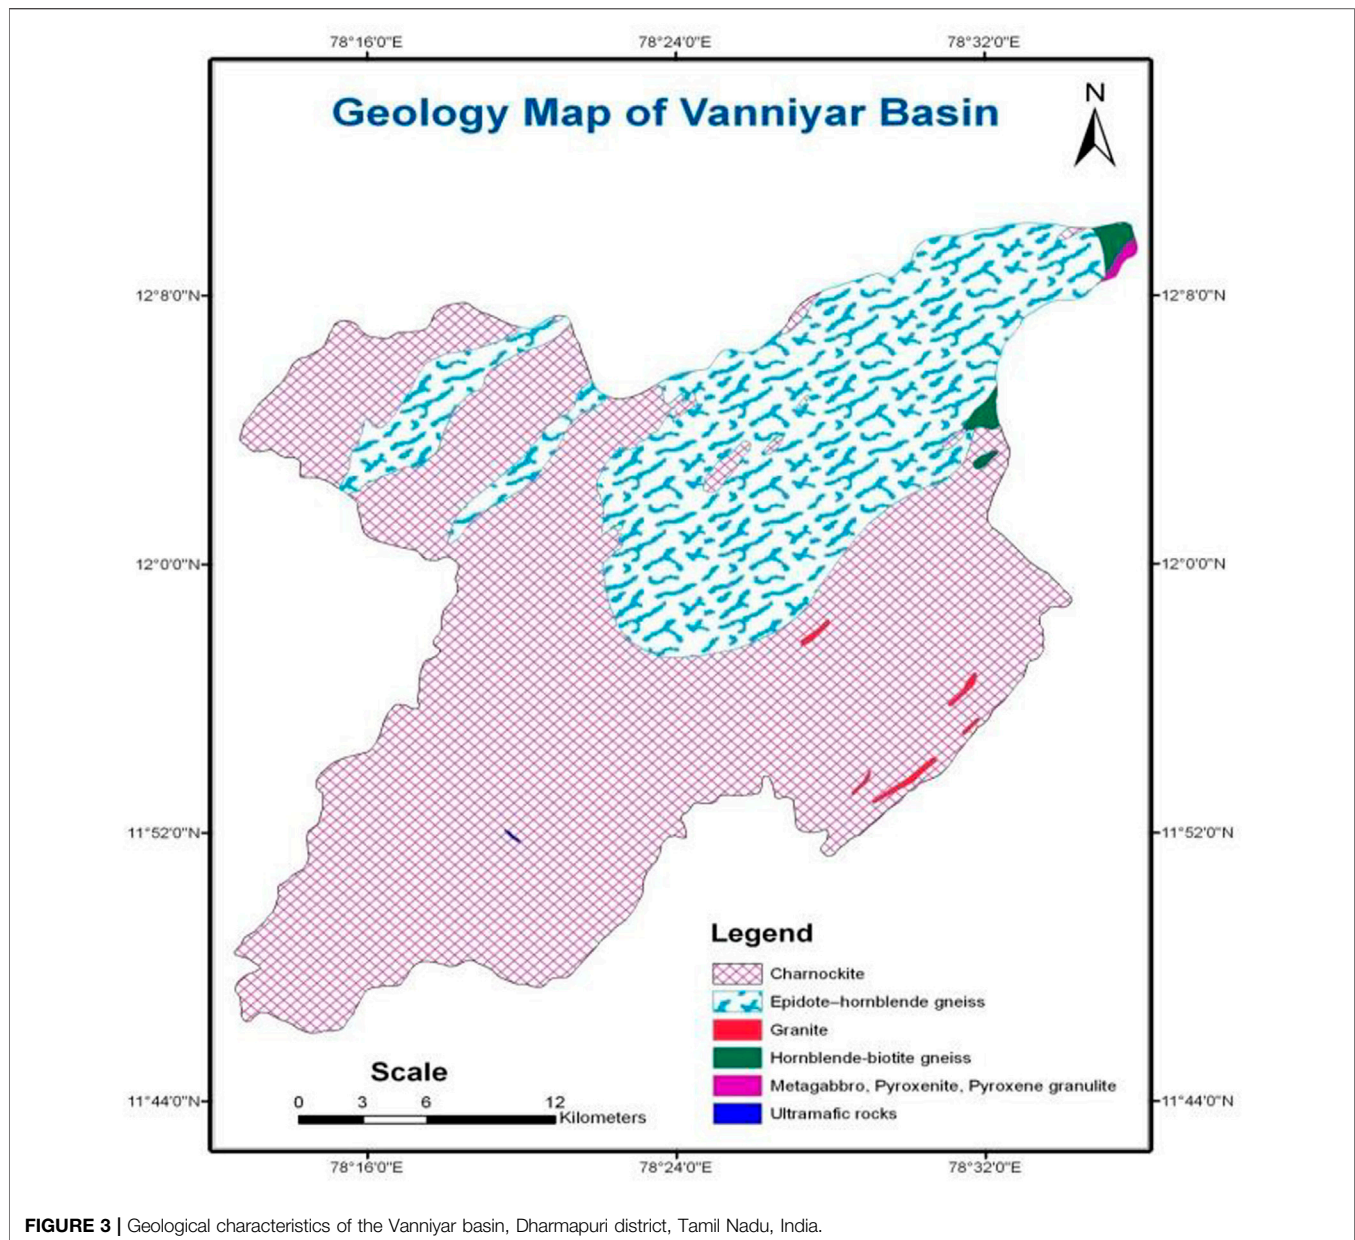 78°16'0"E 78°24'0"E 78°32'0"E
Geology Map of Vanniyar Basin
N
12°8'0"N 12°8'0"N
12°0'0"N 12°0'0"N
11°52'0"N 11°52'0"N
Legend
Charnockite
Epidote–hornblende gneiss
Granite
Hornblende-biotite gneiss
Metagabbro, Pyroxenite, Pyroxene granulite
Ultramafic rocks
Scale
0 3 6 12
Kilometers
11°44'0"N 11°44'0"N
78°16'0"E 78°24'0"E 78°32'0"E
FIGURE 3 | Geological characteristics of the Vanniyar basin, Dharmapuri district, Tamil Nadu, India.